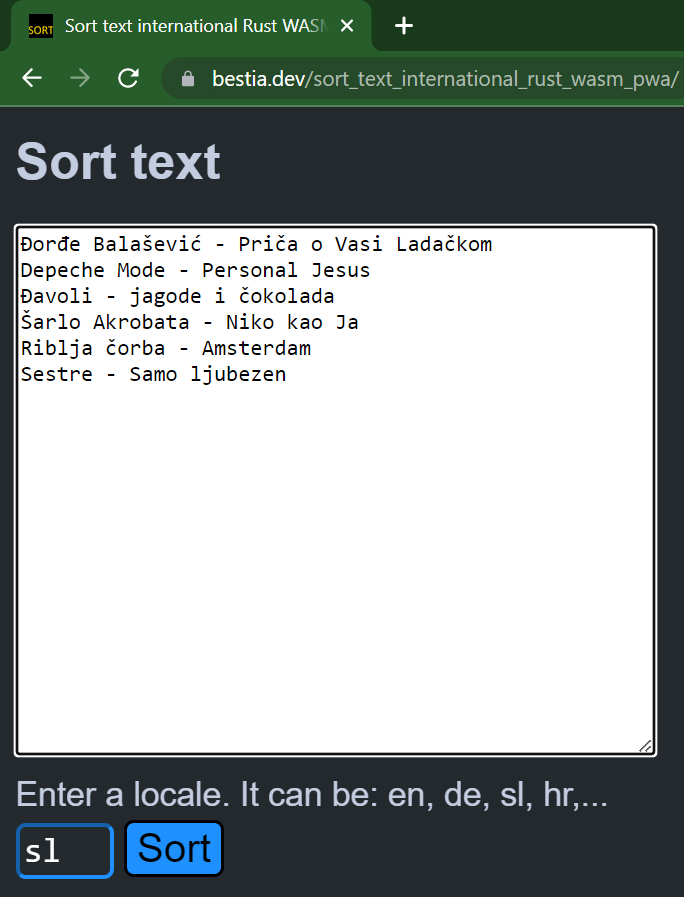 SORT
Sort text international Rust WASM
bestia.dev/sort_text_international_rust_wasm_pwa/
Sort text
Đorđe Balašević - Priča o Vasi Ladačkom
Depeche Mode - Personal Jesus
Đavoli - jagode i čokolada
Šarlo Akrobata - Niko kao Ja
Riblja čorba - Amsterdam
Sestre - Samo ljubezen
Enter a locale. It can be: en, de, sl, hr,...
sl Sort